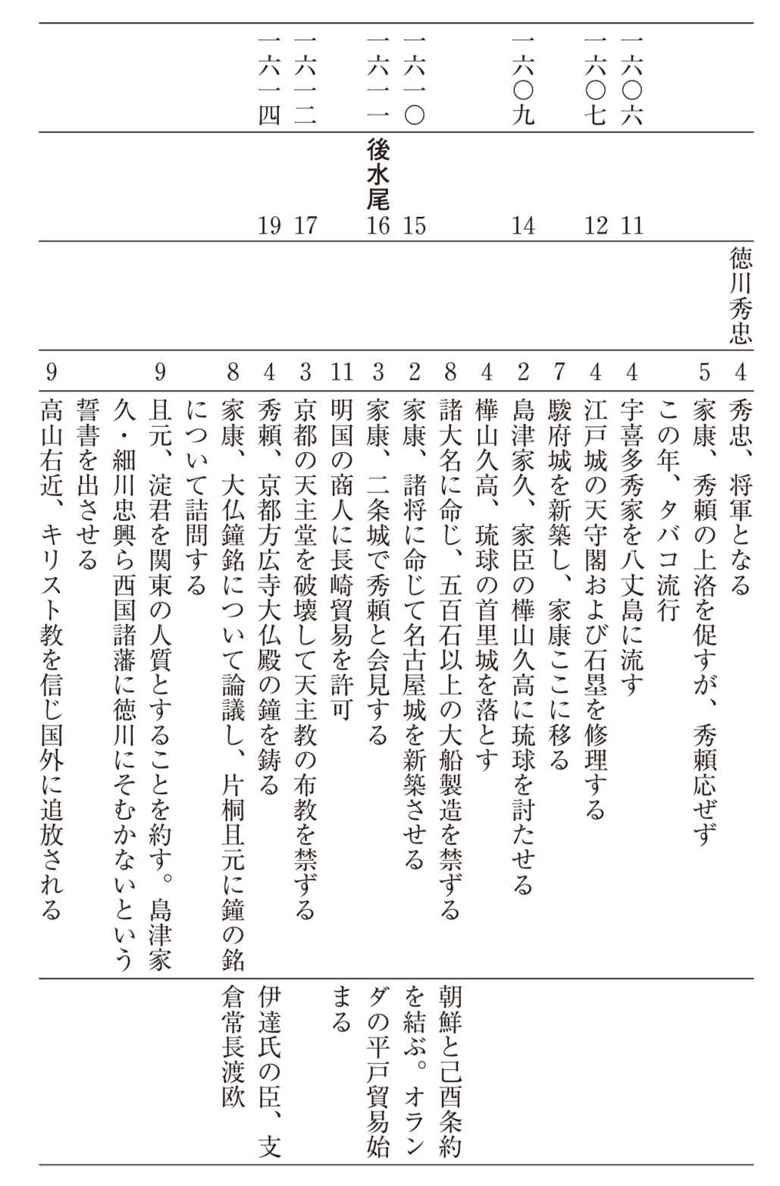 徳川秀忠
4 秀忠、将軍となる
5 家康、秀頼の上洛を促すが、秀頼応ぜず
この年、タバコ流行
一六〇六
11
4 宇喜多秀家を八丈島に流す
一六〇七
12
4 江戸城の天守閣および石塁を修理する
7 駿府城を新築し、家康ここに移る
一六〇九
14
2 島津家久、家臣の樺山久高に琉球を討たせる
4 樺山久高、琉球の首里城を落とす
8 諸大名に命じ、五百石以上の大船製造を禁ずる
朝鮮と己酉条約
を結ぶ。オラン
ダの平戸貿易始
まる
一六一〇
15
2 家康、諸将に命じて名古屋城を新築させる
一六一一
後水尾
16
3 家康、二条城で秀頼と会見する
11 明国の商人に長崎貿易を許可
一六一二
17
3 京都の天主堂を破壊して天主教の布教を禁ずる
一六一四
19
4 秀頼、京都方広寺大仏殿の鐘を鋳る
伊達氏の臣、支
倉常長渡欧
8 家康、大仏鐘銘について論議し、片桐且元に鐘の銘
について詰問する
9 且元、淀君を関東の人質とすることを約す。島津家
久・細川忠興ら西国諸藩に徳川にそむかないという
誓書を出させる
9 高山右近、キリスト教を信じ国外に追放される